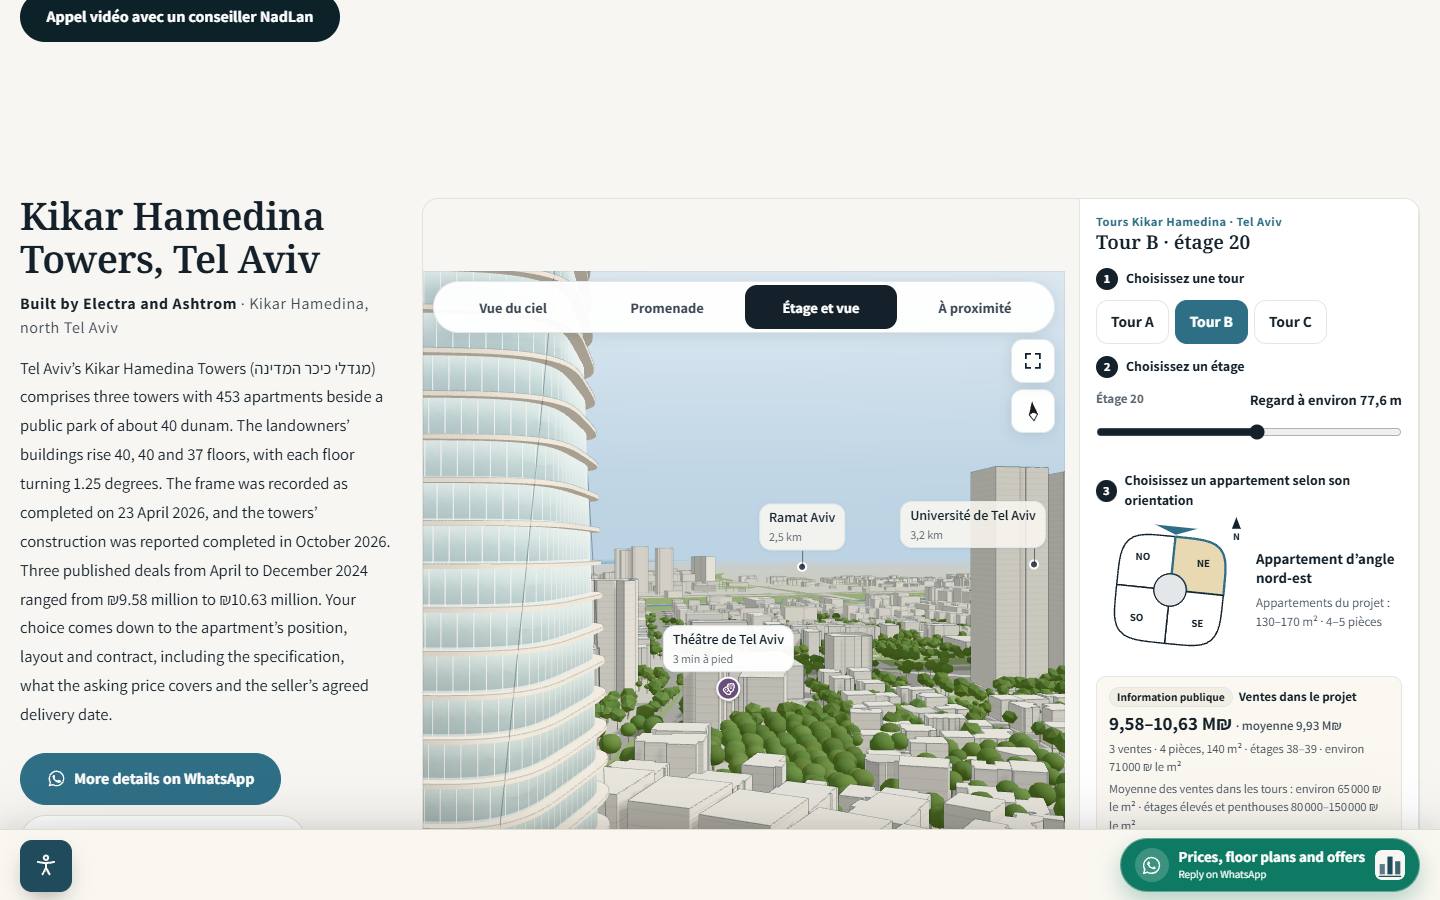 Appel vidéo avec un conseiller NadLan
Kikar Hamedina
Towers, Tel Aviv
Built by Electra and Ashtrom · Kikar Hamedina,
north Tel Aviv
Tel Aviv’s Kikar Hamedina Towers (מגדלי כיכר המדינה)
comprises three towers with 453 apartments beside a
public park of about 40 dunam. The landowners’
buildings rise 40, 40 and 37 floors, with each floor
turning 1.25 degrees. The frame was recorded as
completed on 23 April 2026, and the towers’
construction was reported completed in October 2026.
Three published deals from April to December 2024
ranged from ₪9.58 million to ₪10.63 million. Your
choice comes down to the apartment’s position,
layout and contract, including the specification,
what the asking price covers and the seller’s agreed
delivery date.
More details on WhatsApp
Vue du ciel
Promenade
Étage et vue
À proximité
Ramat Aviv
2,5 km
Université de Tel Aviv
3,2 km
Théâtre de Tel Aviv
3 min à pied
Tours Kikar Hamedina · Tel Aviv
Tour B · étage 20
1 Choisissez une tour
Tour A
Tour B
Tour C
2 Choisissez un étage
Étage 20
Regard à environ 77,6 m
3 Choisissez un appartement selon son
orientation
N
NO
NE
SO
SE
Appartement d’angle
nord-est
Appartements du projet :
130–170 m² · 4–5 pièces
Information publique Ventes dans le projet
9,58–10,63 M₪ · moyenne 9,93 M₪
3 ventes · 4 pièces, 140 m² · étages 38–39 · environ
71 000 ₪ le m²
Moyenne des ventes dans les tours : environ 65 000 ₪
le m² · étages élevés et penthouses 80 000–150 000 ₪
le m²
Prices, floor plans and offers
Reply on WhatsApp